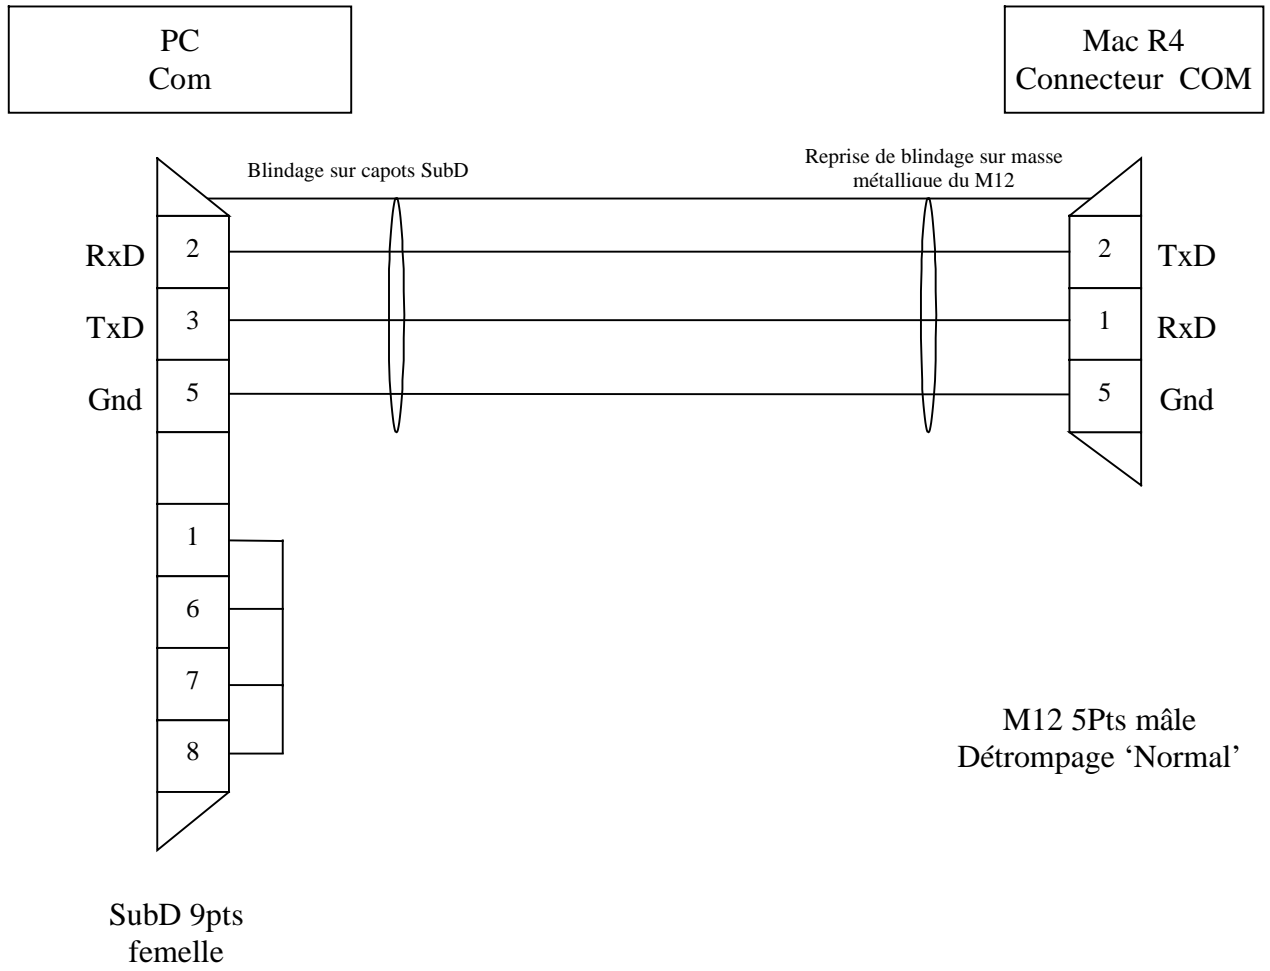 PC
Com
Mac R4
Connecteur COM
Blindage sur capots SubD
Reprise de blindage sur masse
métallique du M12
RxD 2
2 TxD
TxD 3
1 RxD
Gnd 5
5 Gnd
1
6
7
8
M12 5Pts mâle
Détrompage ‘Normal’
SubD 9pts
femelle